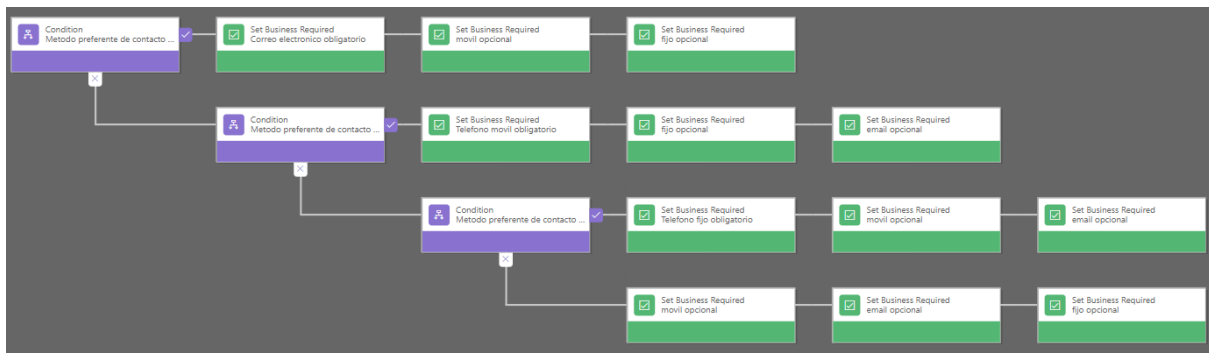 Condition
Metodo preferente de contacto ...
Set Business Required
Correo electronico obligatorio
Set Business Required
movil opcional
Set Business Required
fijo opcional
Condition
Metodo preferente de contacto ...
Set Business Required
Telefono movil obligatorio
Set Business Required
fijo opcional
Set Business Required
email opcional
Condition
Metodo preferente de contacto ...
Set Business Required
Telefono fijo obligatorio
Set Business Required
movil opcional
Set Business Required
email opcional
Set Business Required
movil opcional
Set Business Required
email opcional
Set Business Required
fijo opcional